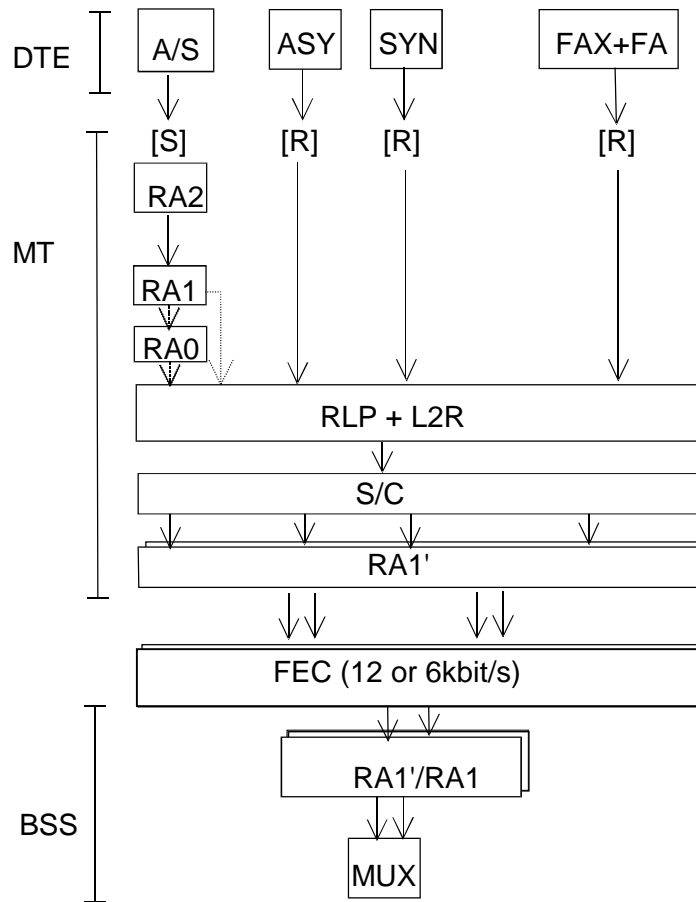 DTE
A/S
ASY
SYN
FAX+FA
[S]
[R]
[R]
[R]
MT
RA2
RA1
RA0
RLP + L2R
S/C
RA1'
FEC (12 or 6kbit/s)
BSS
RA1'/RA1
MUX